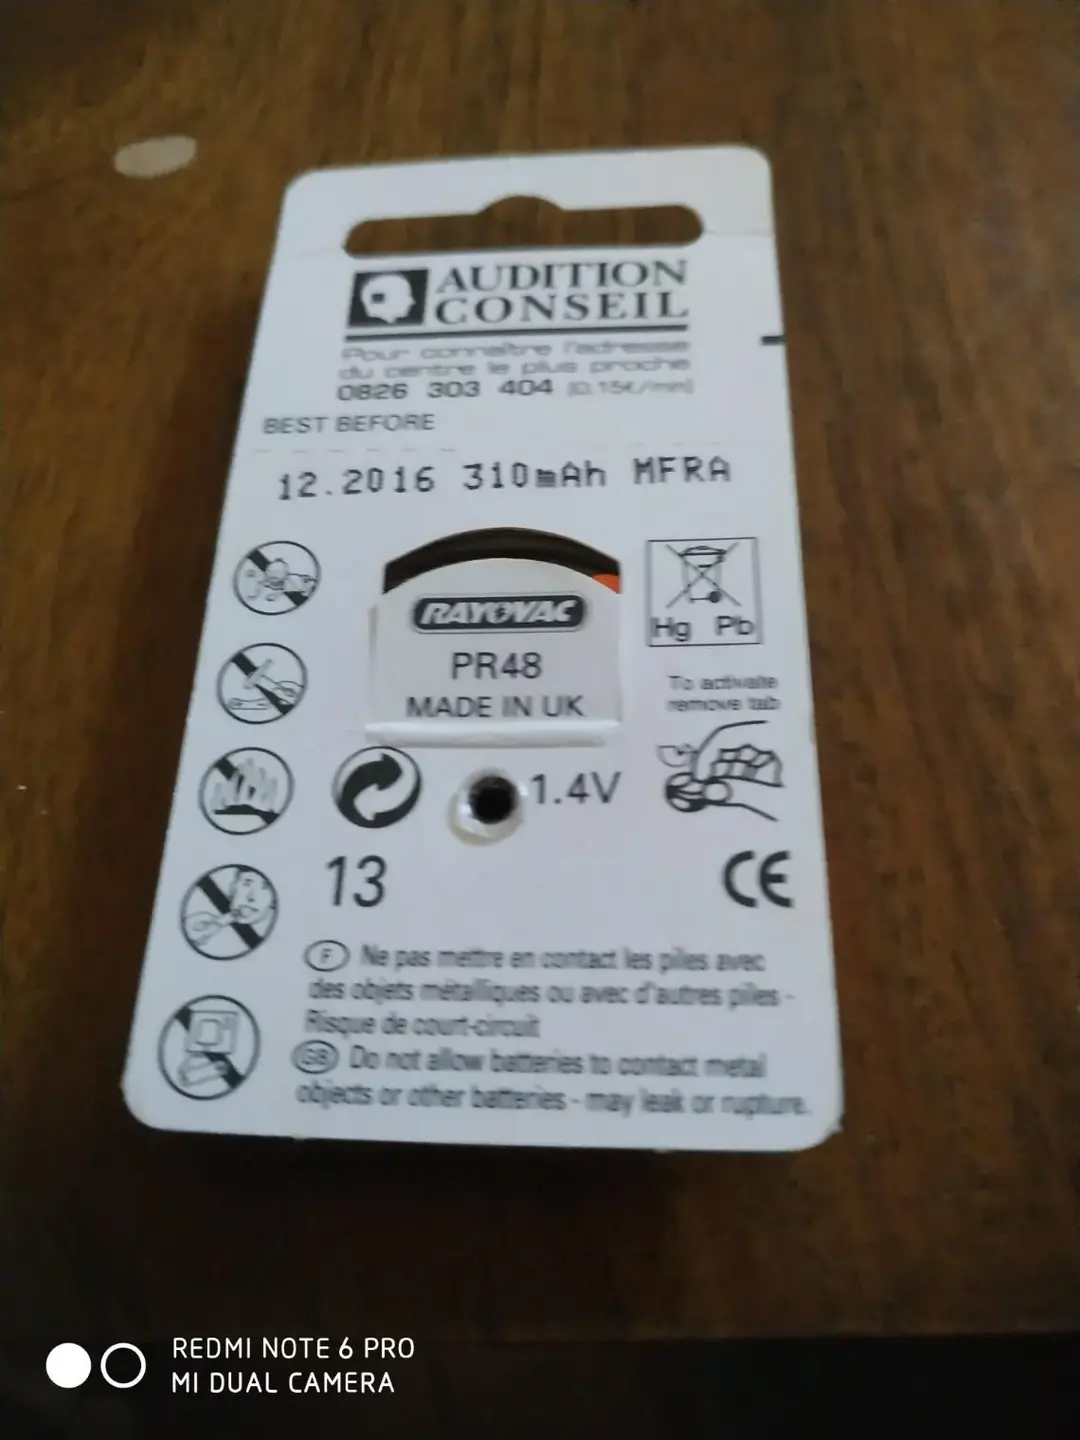 AUDITION
CONSEIL
Pour connaître l'adresse
du centre le plus proche
0826 303 404 (0.15€/min)
BEST BEFORE
12.2016 310mAh MFRA
RAYOVAC
PR48
MADE IN UK
Hg Pb
To activate
remove tab
1.4V
13
CE
F Ne pas mettre en contact les piles avec
des objets métalliques ou avec d'autres piles -
Risque de court-circuit
GB Do not allow batteries to contact metal
objects or other batteries - may leak or rupture.
REDMI NOTE 6 PRO
MI DUAL CAMERA